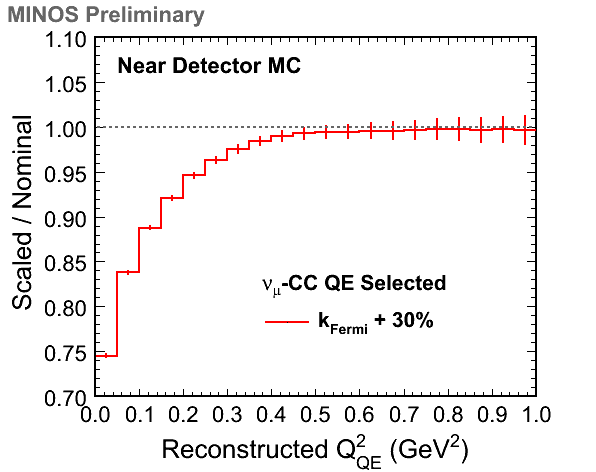 MINOS Preliminary
1.10
1.05
1.00
0.95
0.90
0.85
0.80
0.75
0.70
Scaled / Nominal
Near Detector MC
νμ-CC QE Selected
kFermi + 30%
0.0 0.1 0.2 0.3 0.4 0.5 0.6 0.7 0.8 0.9 1.0
Reconstructed Q²QE (GeV²)